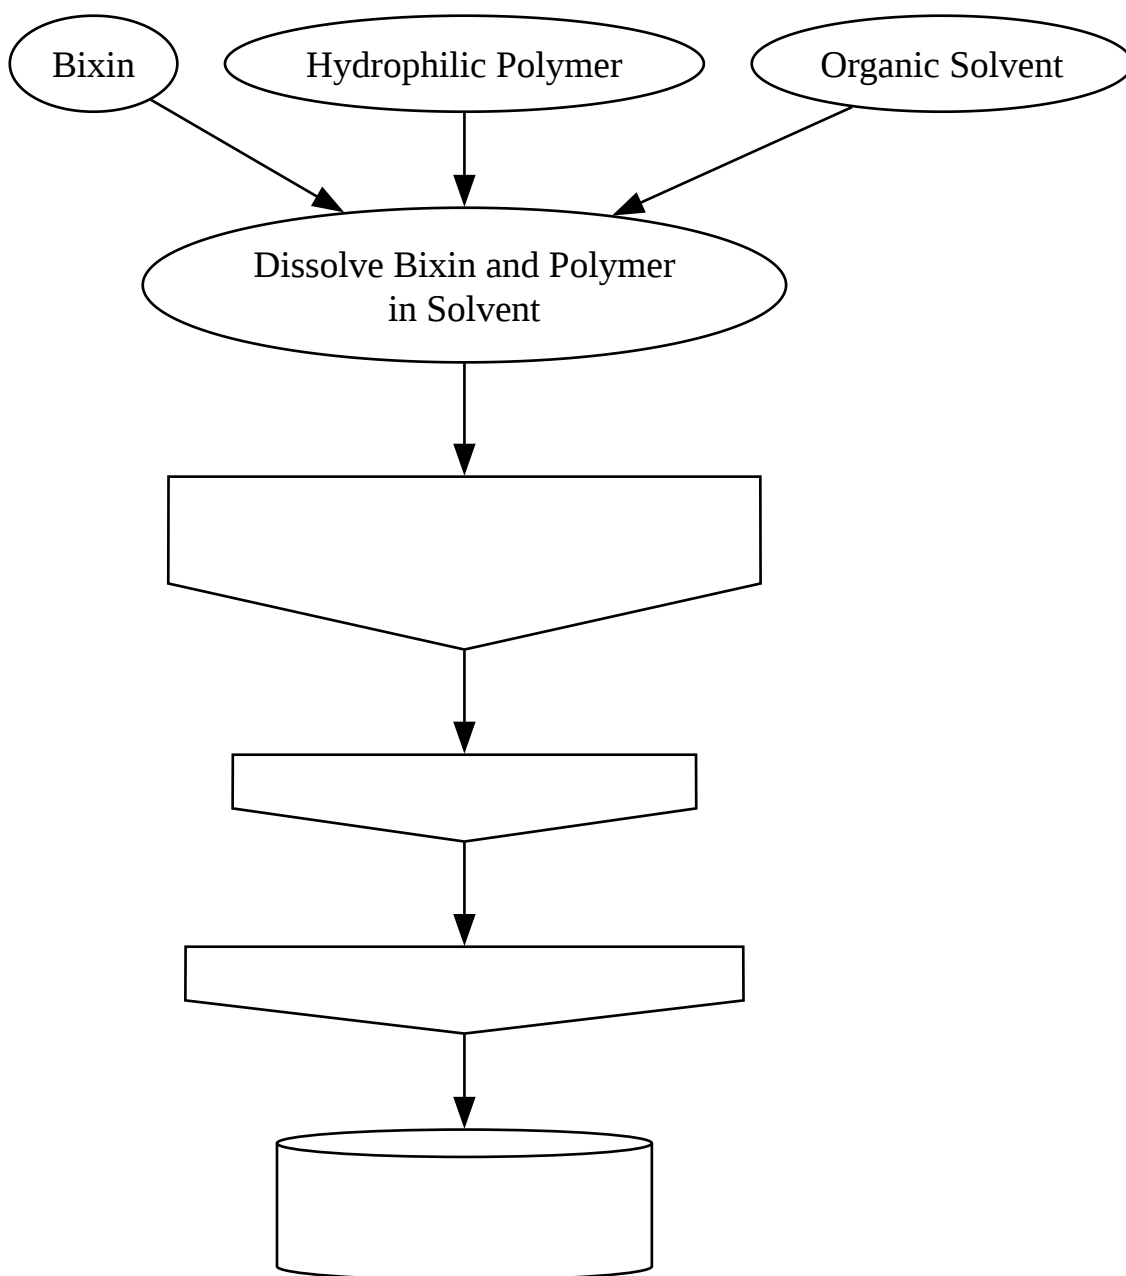 Bixin
Hydrophilic Polymer
Organic Solvent
Dissolve Bixin and Polymer
in Solvent